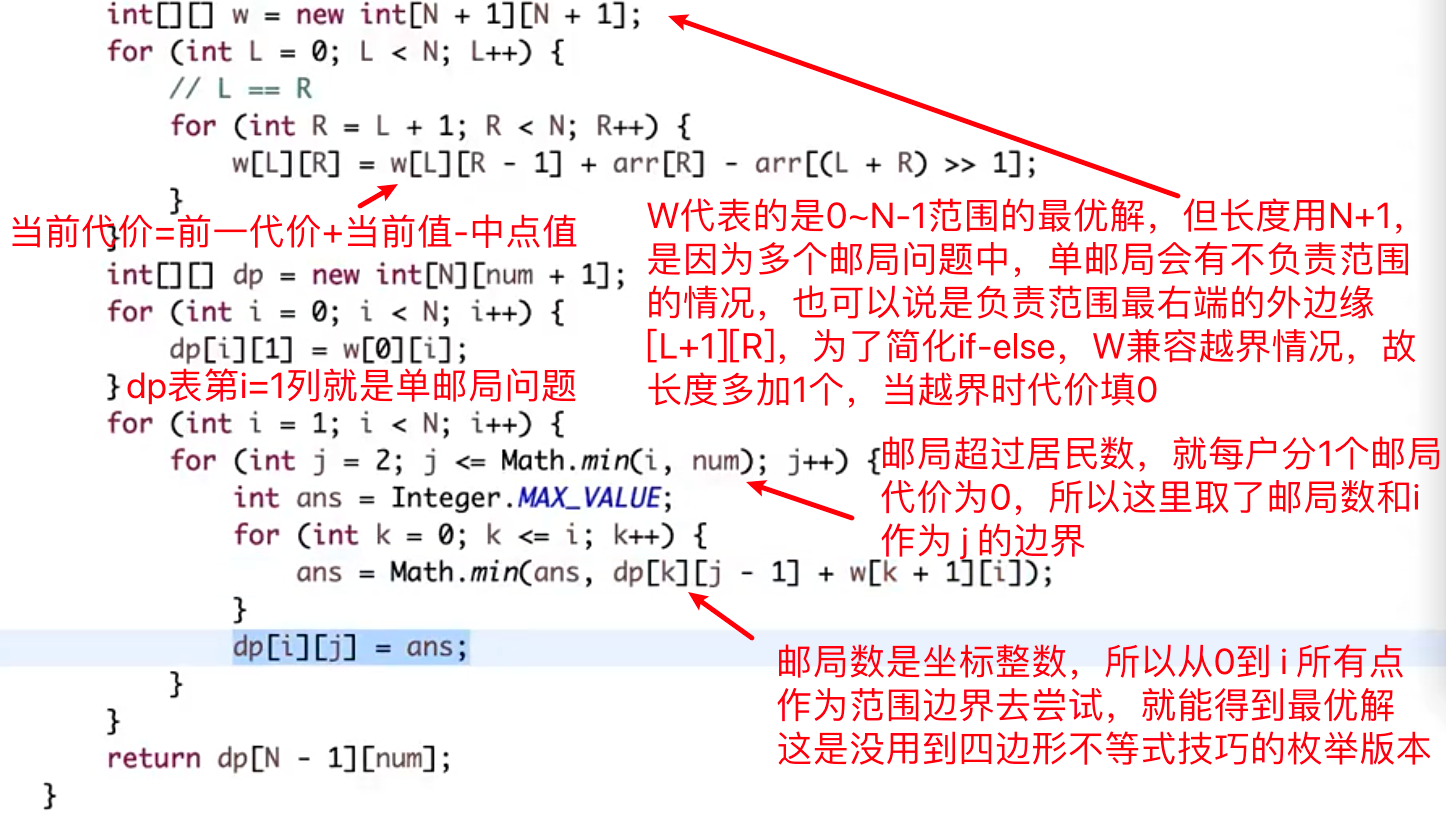 int[][] w = new int[N + 1][N + 1];
for (int L = 0; L < N; L++) {
// L == R
for (int R = L + 1; R < N; R++) {
w[L][R] = w[L][R - 1] + arr[R] - arr[(L + R) >> 1];
}
当前代价=前一代价+当前值-中点值
}
W代表的是0~N-1范围的最优解，但长度用N+1，
是因为多个邮局问题中，单邮局会有不负责范围
的情况，也可以说是负责范围最右端的外边缘
[L+1][R]，为了简化if-else，W兼容越界情况，故
长度多加1个，当越界时代价填0
int[][] dp = new int[N][num + 1];
for (int i = 0; i < N; i++) {
dp[i][1] = w[0][i];
} dp表第i=1列就是单邮局问题
for (int i = 1; i < N; i++) {
for (int j = 2; j <= Math.min(i, num); j++) {
邮局超过居民数，就每户分1个邮局
代价为0，所以这里取了邮局数和i
作为 j 的边界
int ans = Integer.MAX_VALUE;
for (int k = 0; k <= i; k++) {
ans = Math.min(ans, dp[k][j - 1] + w[k + 1][i]);
}
dp[i][j] = ans;
邮局数是坐标整数，所以从0到 i 所有点
作为范围边界去尝试，就能得到最优解
这是没用到四边形不等式技巧的枚举版本
}
}
return dp[N - 1][num];
}